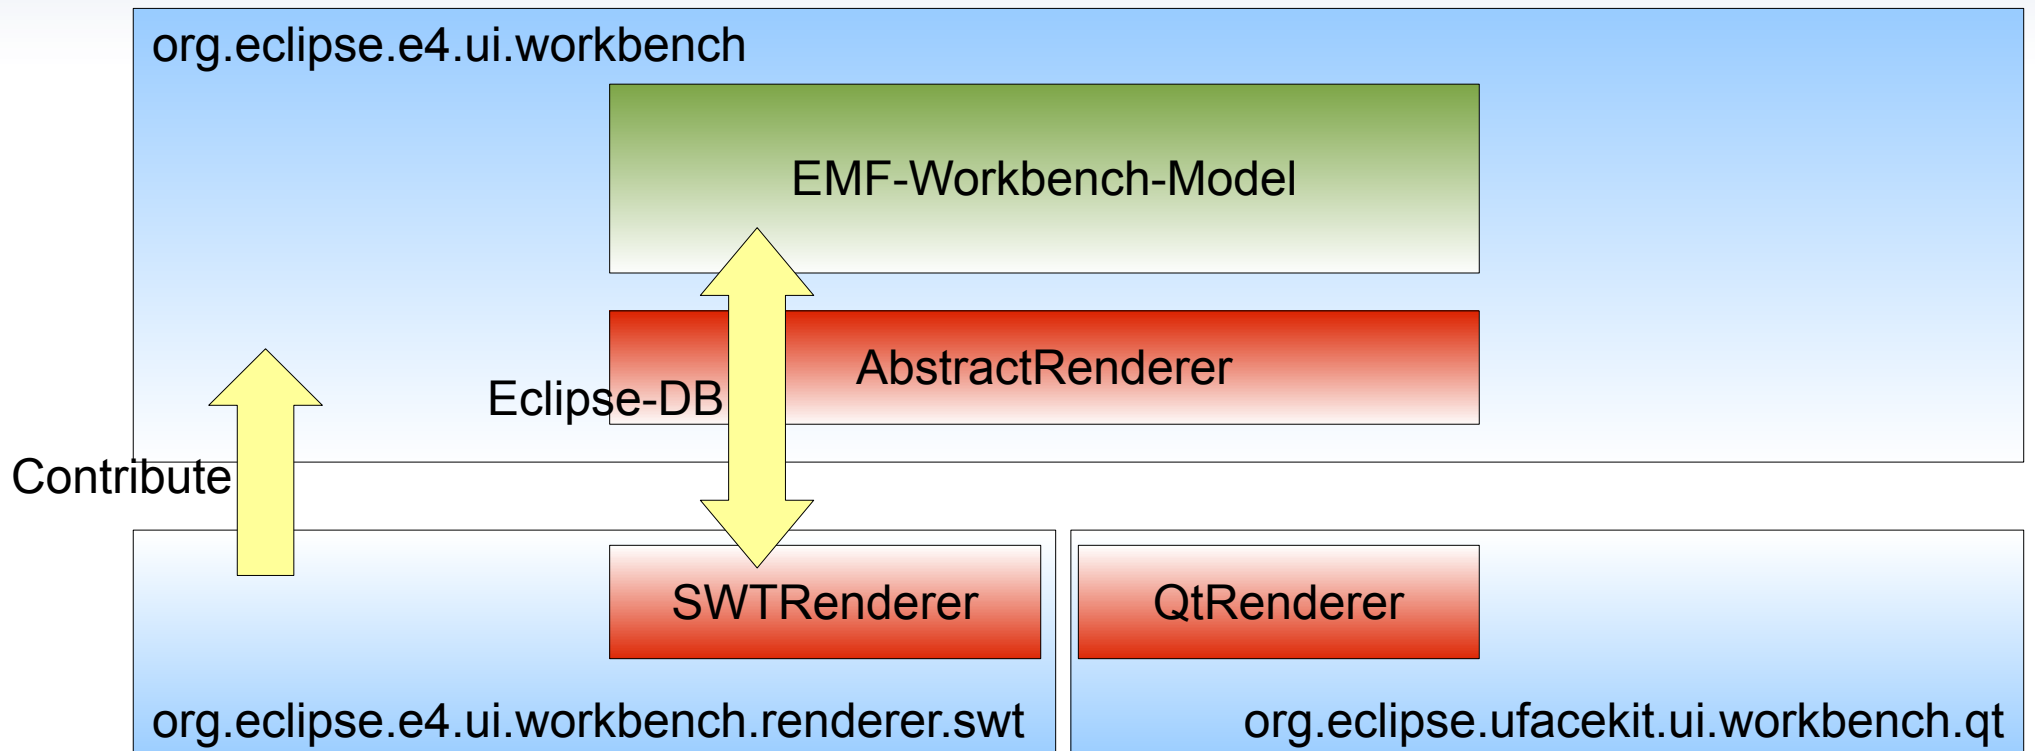 org.eclipse.e4.ui.workbench
EMF-Workbench-Model
AbstractRenderer
Eclipse-DB
Contribute
SWTRenderer
QtRenderer
org.eclipse.e4.ui.workbench.renderer.swt
org.eclipse.ufacekit.ui.workbench.qt